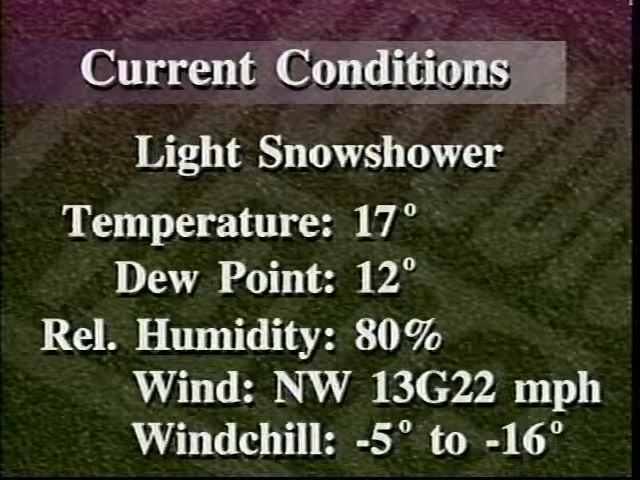 Current Conditions
Light Snowshower
Temperature: 17°
Dew Point: 12°
Rel. Humidity: 80%
Wind: NW 13G22 mph
Windchill: -5° to -16°